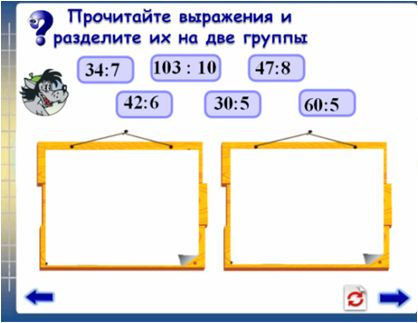 Прочитайте выражения и
разделите их на две группы
34:7 103 : 10 47:8
42:6 30:5 60:5